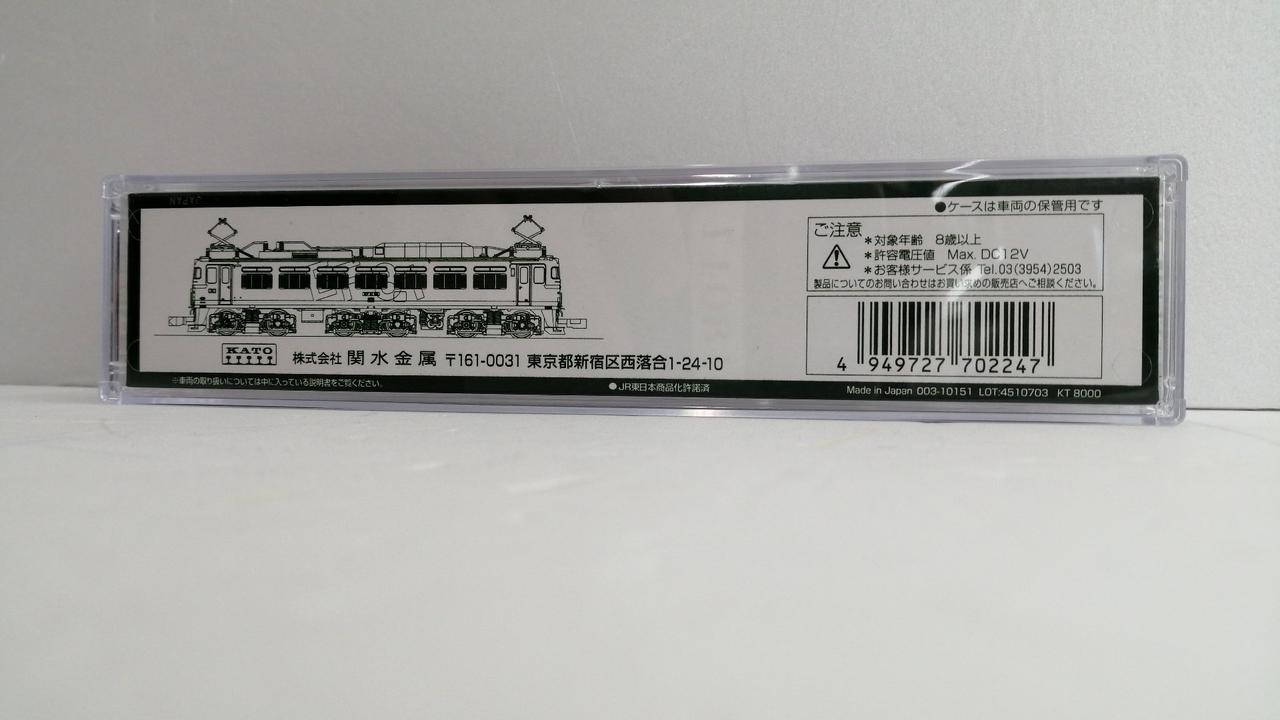 JAPAN
●ケースは車両の保管用です
ご注意
*対象年齢 8歳以上
*許容電圧値 Max. DC12V
*お客様サービス係 Tel.03(3954)2503
製品についてのお問い合わせはお買い求めの販売店へご相談ください。
4 949727 702247
KATO
株式会社 関水金属 〒161-0031 東京都新宿区西落合1-24-10
※車両の取り扱いについては中に入っている説明書をご覧ください。
●JR東日本商品化許諾済
Made in Japan 003-10151 LOT:4510703 KT 8000